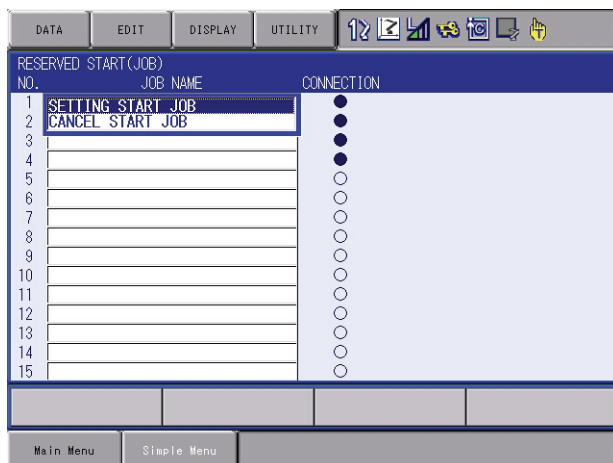 DATA EDIT DISPLAY UTILITY
RESERVED START(JOB)
NO. JOB NAME CONNECTION
1 SETTING START JOB
2 CANCEL START JOB
3
4
5
6
7
8
9
10
11
12
13
14
15
Main Menu Simple Menu